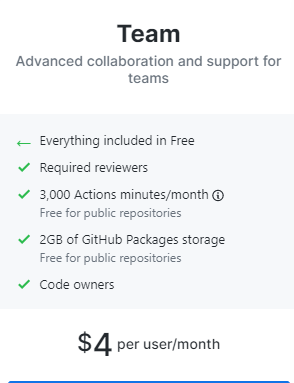 Team
Advanced collaboration and support for
teams
← Everything included in Free
✓ Required reviewers
✓ 3,000 Actions minutes/month ⓘ
Free for public repositories
✓ 2GB of GitHub Packages storage
Free for public repositories
✓ Code owners
$4 per user/month